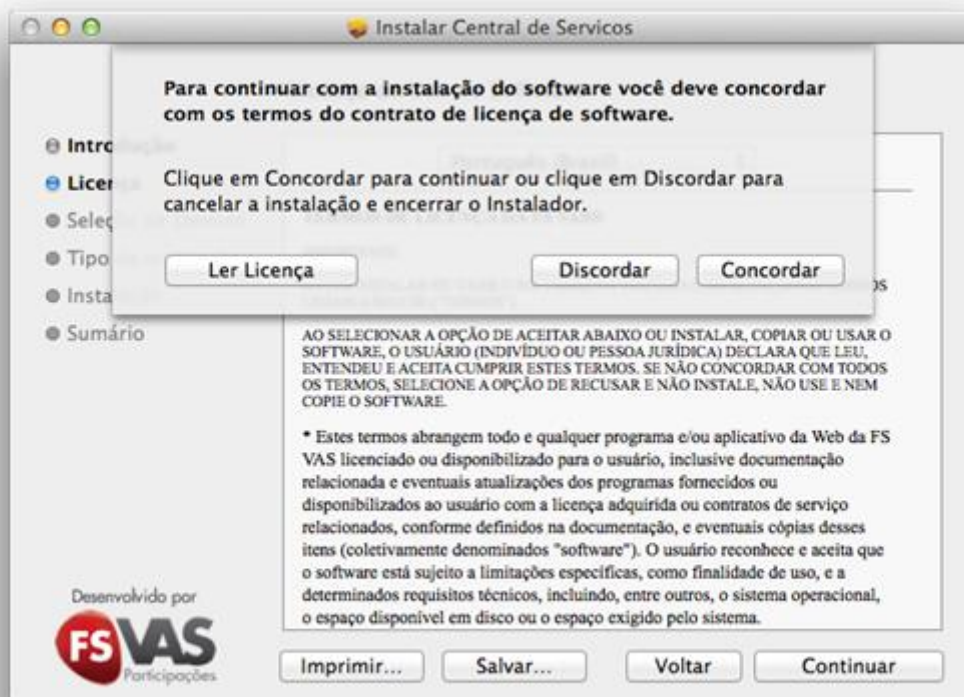 Instalar Central de Servicos
Para continuar com a instalação do software você deve concordar
com os termos do contrato de licença de software.
Clique em Concordar para continuar ou clique em Discordar para
cancelar a instalação e encerrar o Instalador.
Ler Licença
Discordar
Concordar
Introdução
Licen
Seleç
Tipo
Insta
Sumário
AO SELECIONAR A OPÇÃO DE ACEITAR ABAIXO OU INSTALAR, COPIAR OU USAR O
SOFTWARE, O USUÁRIO (INDIVÍDUO OU PESSOA JURÍDICA) DECLARA QUE LEU,
ENTENDEU E ACEITA CUMPRIR ESTES TERMOS. SE NÃO CONCORDAR COM TODOS
OS TERMOS, SELECIONE A OPÇÃO DE RECUSAR E NÃO INSTALE, NÃO USE E NEM
COPIE O SOFTWARE.
* Estes termos abrangem todo e qualquer programa e/ou aplicativo da Web da FS
VAS licenciado ou disponibilizado para o usuário, inclusive documentação
relacionada e eventuais atualizações dos programas fornecidos ou
disponibilizados ao usuário com a licença adquirida ou contratos de serviço
relacionados, conforme definidos na documentação, e eventuais cópias desses
itens (coletivamente denominados "software"). O usuário reconhece e aceita que
o software está sujeito a limitações específicas, como finalidade de uso, e a
determinados requisitos técnicos, incluindo, entre outros, o sistema operacional,
o espaço disponível em disco ou o espaço exigido pelo sistema.
Desenvolvido por
FS VAS
Participações
Imprimir...
Salvar...
Voltar
Continuar